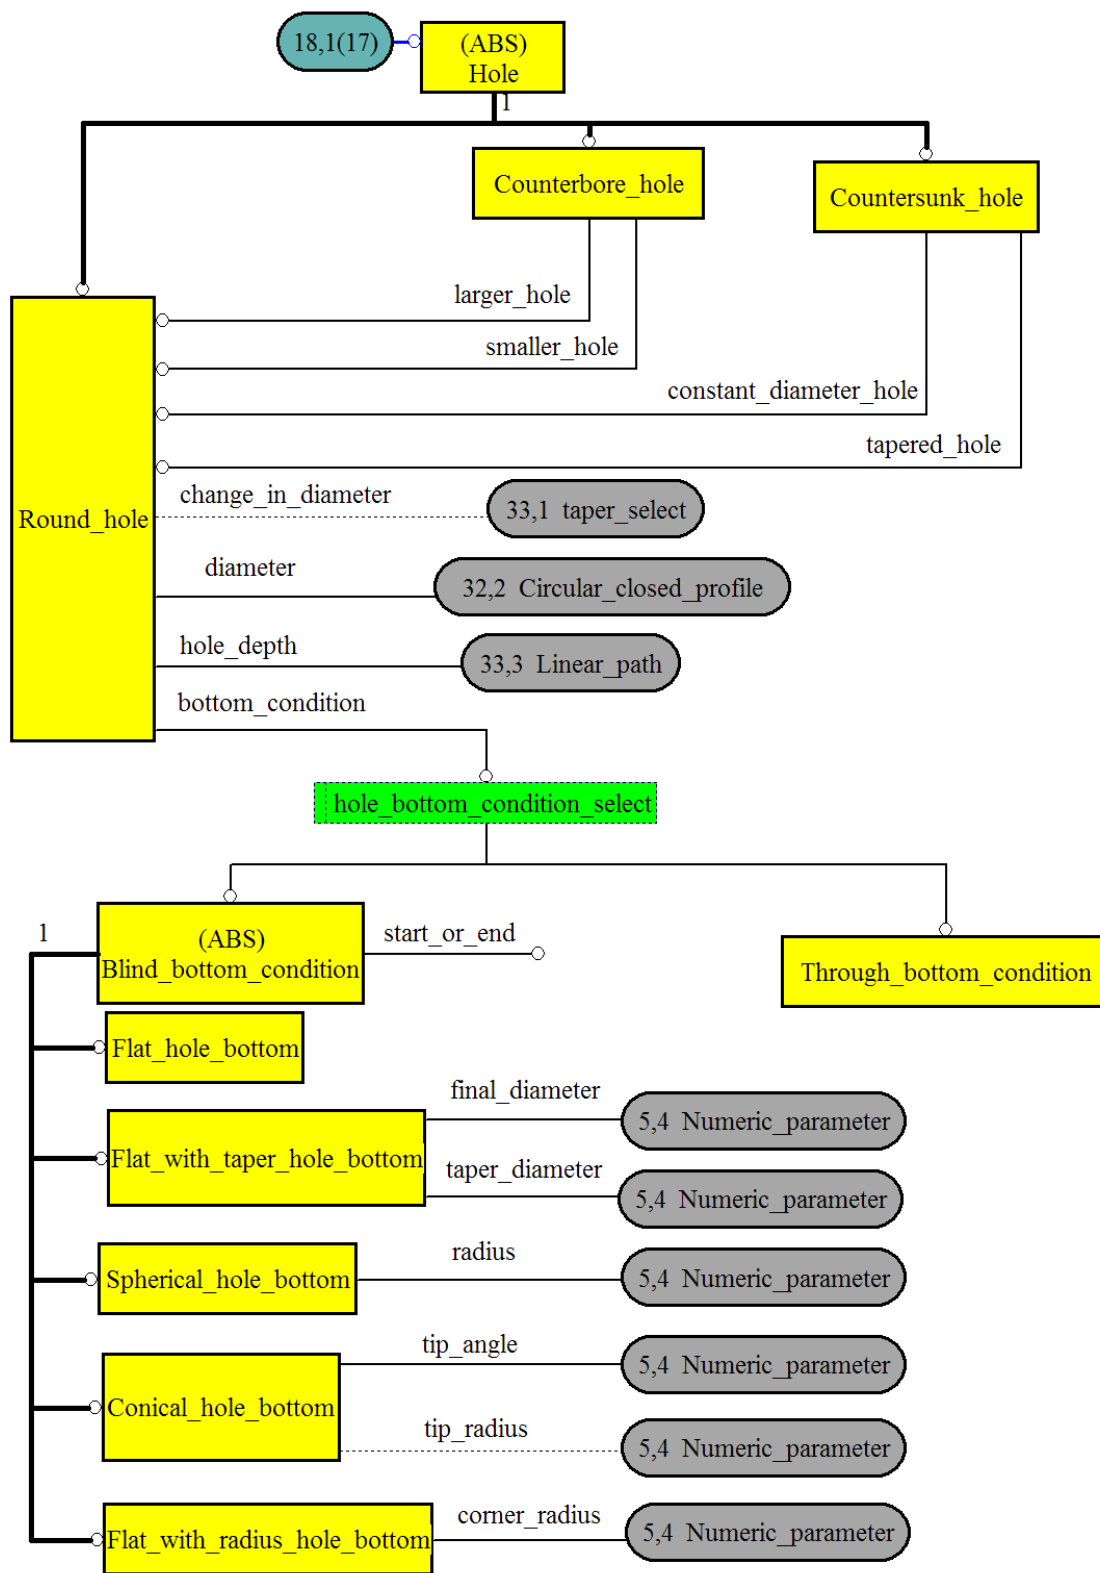 18,1(17)
(ABS)
Hole
1
Counterbore_hole
Countersunk_hole
larger_hole
smaller_hole
constant_diameter_hole
tapered_hole
Round_hole
change_in_diameter
33,1 taper_select
diameter
32,2 Circular_closed_profile
hole_depth
33,3 Linear_path
bottom_condition
hole_bottom_condition_select
1
(ABS)
Blind_bottom_condition
start_or_end
Through_bottom_condition
Flat_hole_bottom
Flat_with_taper_hole_bottom
final_diameter
5,4 Numeric_parameter
taper_diameter
5,4 Numeric_parameter
Spherical_hole_bottom
radius
5,4 Numeric_parameter
Conical_hole_bottom
tip_angle
5,4 Numeric_parameter
tip_radius
5,4 Numeric_parameter
Flat_with_radius_hole_bottom
corner_radius
5,4 Numeric_parameter